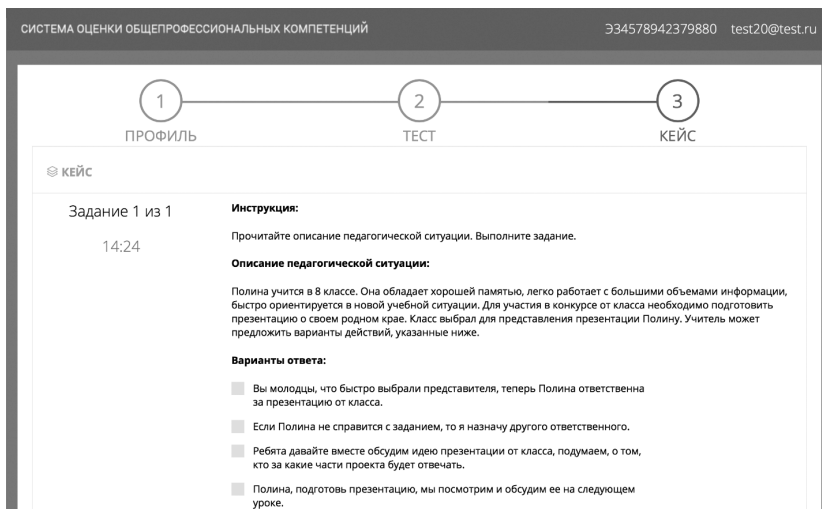 СИСТЕМА ОЦЕНКИ ОБЩЕПРОФЕССИОНАЛЬНЫХ КОМПЕТЕНЦИЙ
Э34578942379880 test20@test.ru
1 2 3
ПРОФИЛЬ ТЕСТ КЕЙС
КЕЙС
Задание 1 из 1
14:24
Инструкция:
Прочитайте описание педагогической ситуации. Выполните задание.
Описание педагогической ситуации:
Полина учится в 8 классе. Она обладает хорошей памятью, легко работает с большими объемами информации,
быстро ориентируется в новой учебной ситуации. Для участия в конкурсе от класса необходимо подготовить
презентацию о своем родном крае. Класс выбрал для представления презентации Полину. Учитель может
предложить варианты действий, указанные ниже.
Варианты ответа:
Вы молодцы, что быстро выбрали представителя, теперь Полина ответственна
за презентацию от класса.
Если Полина не справится с заданием, то я назначу другого ответственного.
Ребята давайте вместе обсудим идею презентации от класса, подумаем, о том,
кто за какие части проекта будет отвечать.
Полина, подготовь презентацию, мы посмотрим и обсудим ее на следующем
уроке.